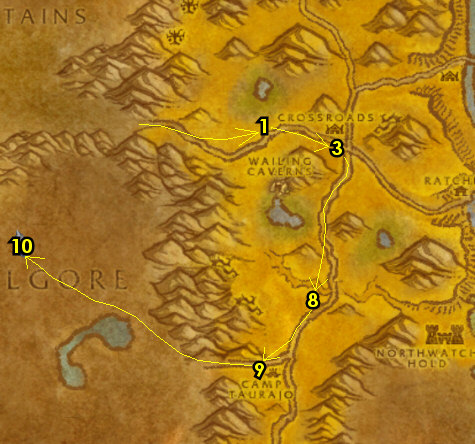 TAINS
1
CROSSROADS
3
WAILING
CAVERNS
RATCH
10
LGORE
8
NORTHWATCH
HOLD
9
CAMP
TAURAJO